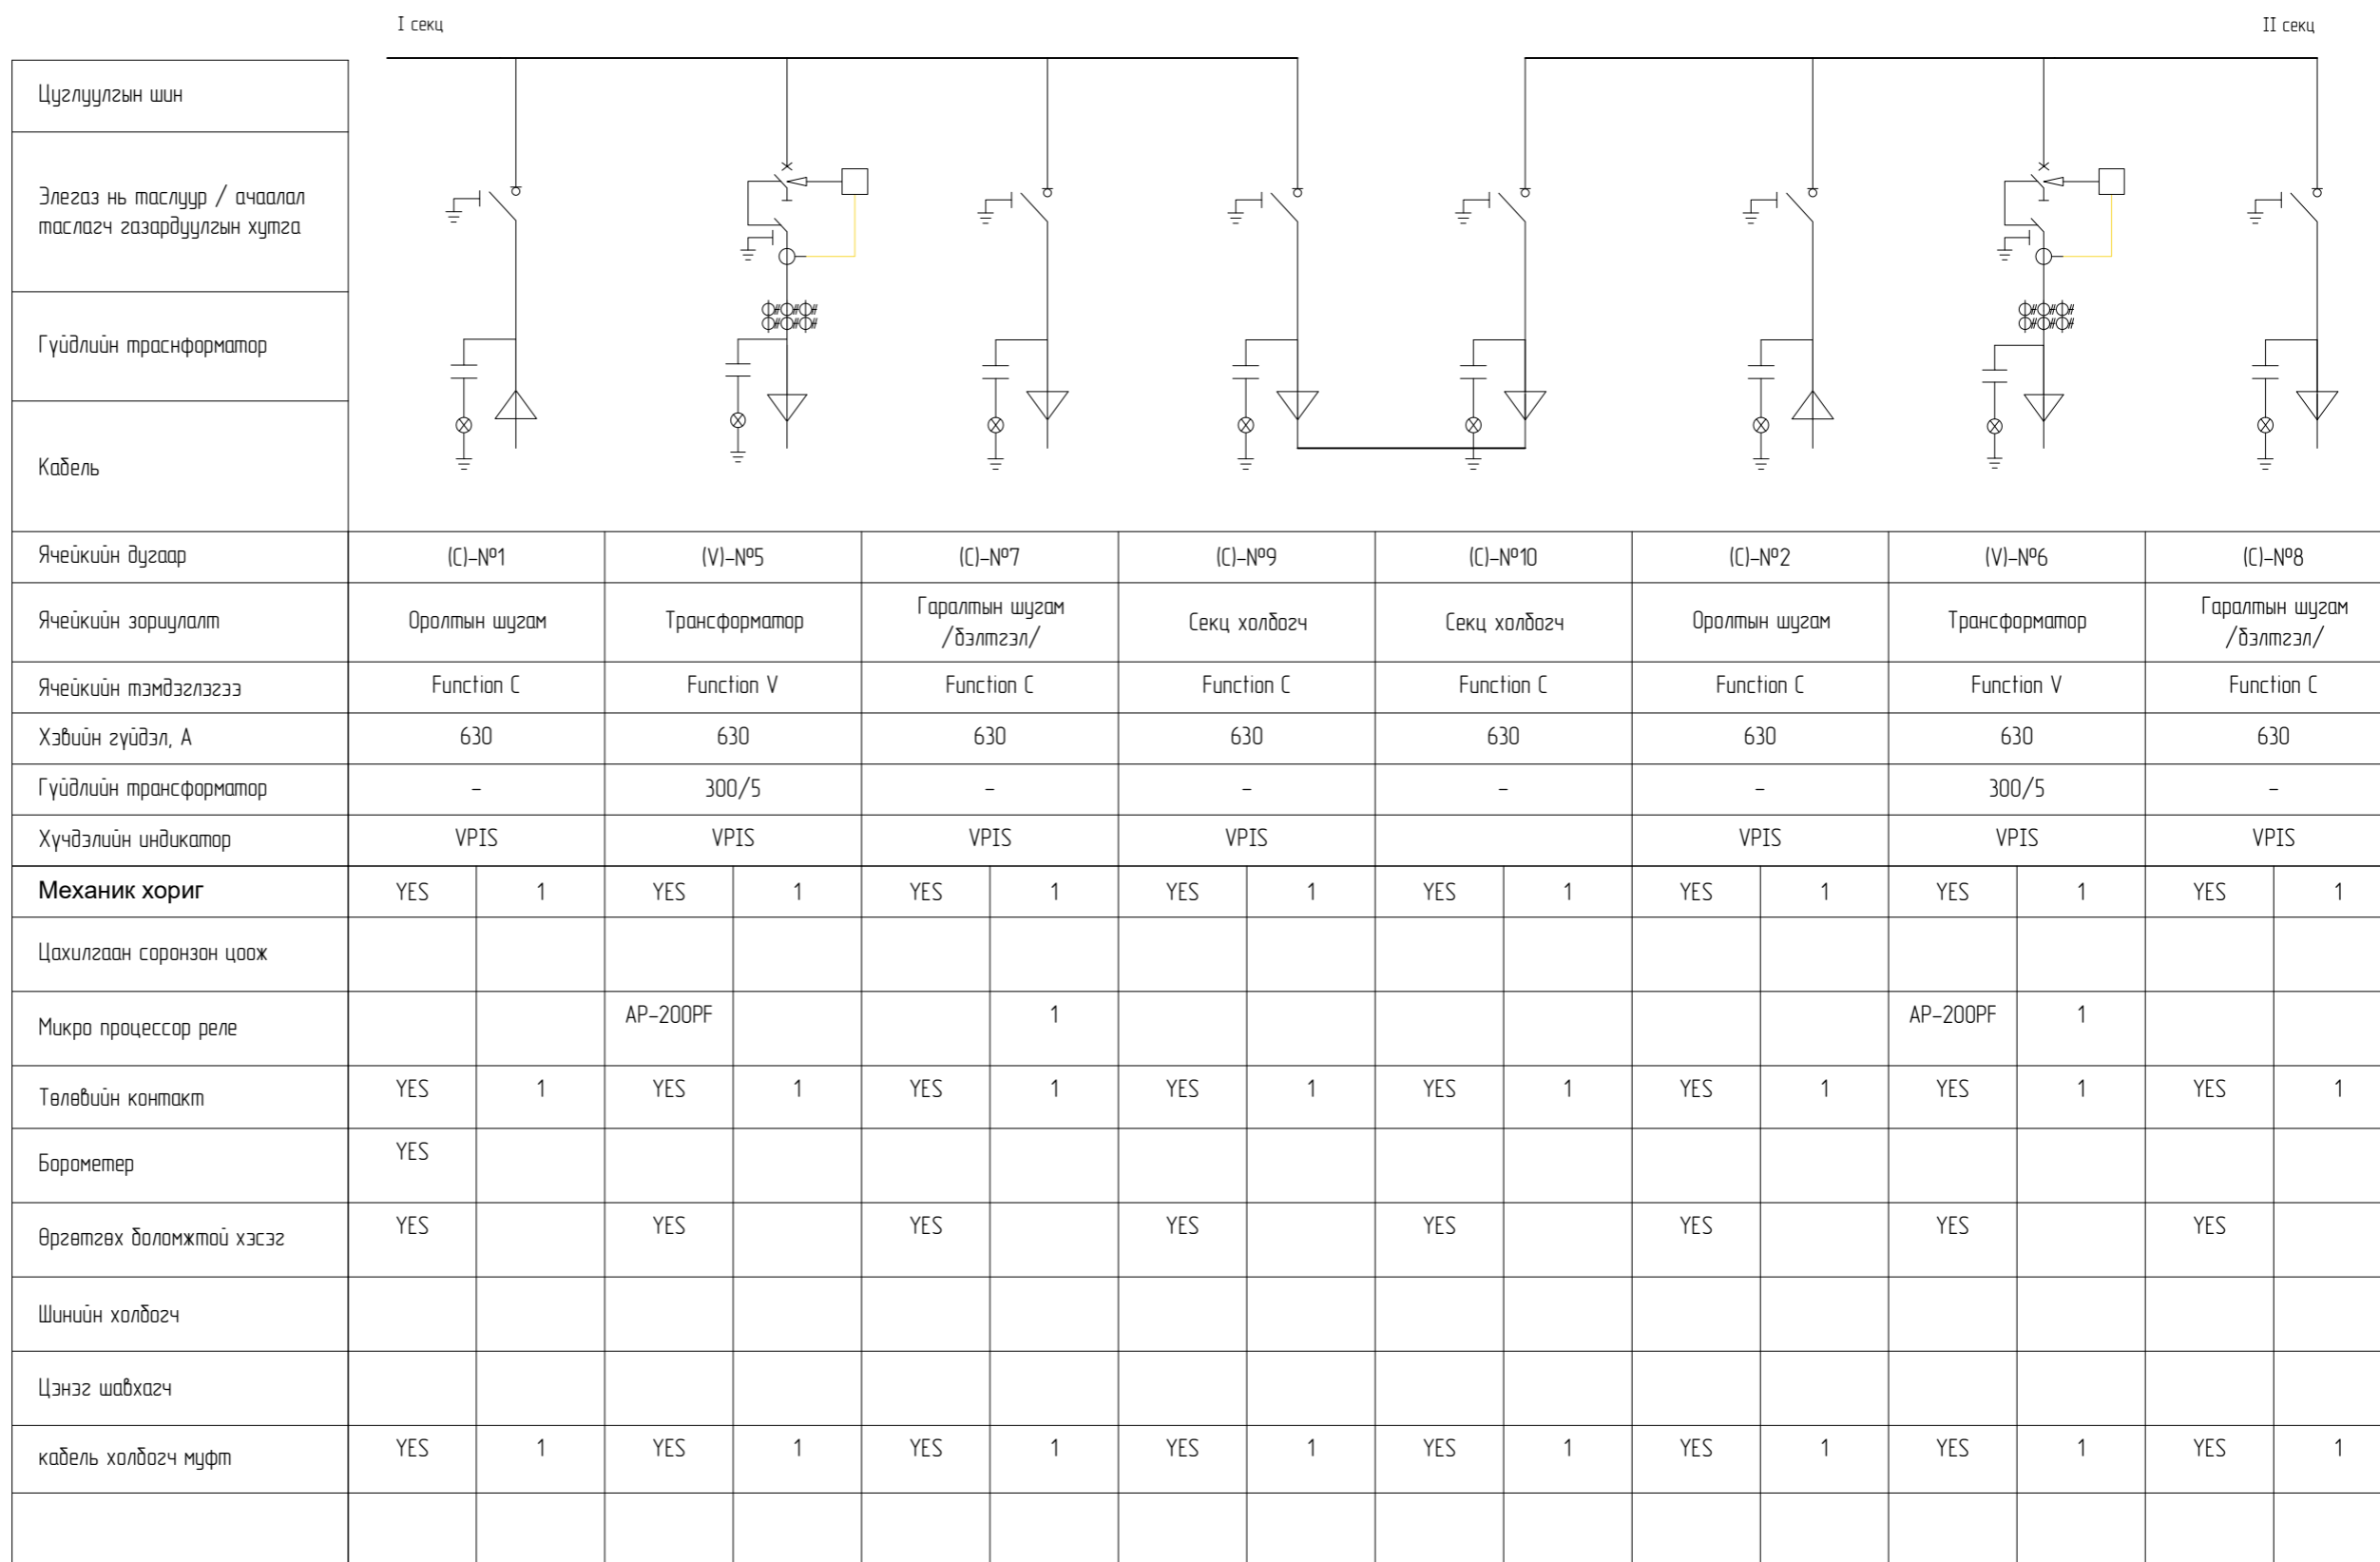 I секц
II секц
Цуглуулгын шин
Элегаз нь таслуур / ачаалал
таслагч газардуулгын хутга
Гүйдлийн траснформатор
Кабель
Ячейкийн дугаар (C)-№1 (V)-№5 (C)-№7 (C)-№9 (C)-№10 (C)-№2 (V)-№6 (C)-№8
Ячейкийн зориулалт Оролтын шугам Трансформатор Гаралтын шугам /бэлтгэл/ Секц холбогч Секц холбогч Оролтын шугам Трансформатор Гаралтын шугам /бэлтгэл/
Ячейкийн тэмдэглэгээ Function C Function V Function C Function C Function C Function C Function V Function C
Хэвийн гүйдэл, А 630 630 630 630 630 630 630 630
Гүйдлийн трансформатор - 300/5 - - - - 300/5 -
Хүчдэлийн индикатор VPIS VPIS VPIS VPIS VPIS VPIS VPIS
Механик хориг YES 1 YES 1 YES 1 YES 1 YES 1 YES 1 YES 1 YES 1
Цахилгаан соронзон цоож
Микро процессор реле AP-200PF 1 AP-200PF 1
Төлөвийн контакт YES 1 YES 1 YES 1 YES 1 YES 1 YES 1 YES 1 YES 1
Борометер YES
Өргөтгөх боломжтой хэсэг YES YES YES YES YES YES YES YES
Шинийн холбогч
Цэнэг шавхагч
кабель холбогч муфт YES 1 YES 1 YES 1 YES 1 YES 1 YES 1 YES 1 YES 1